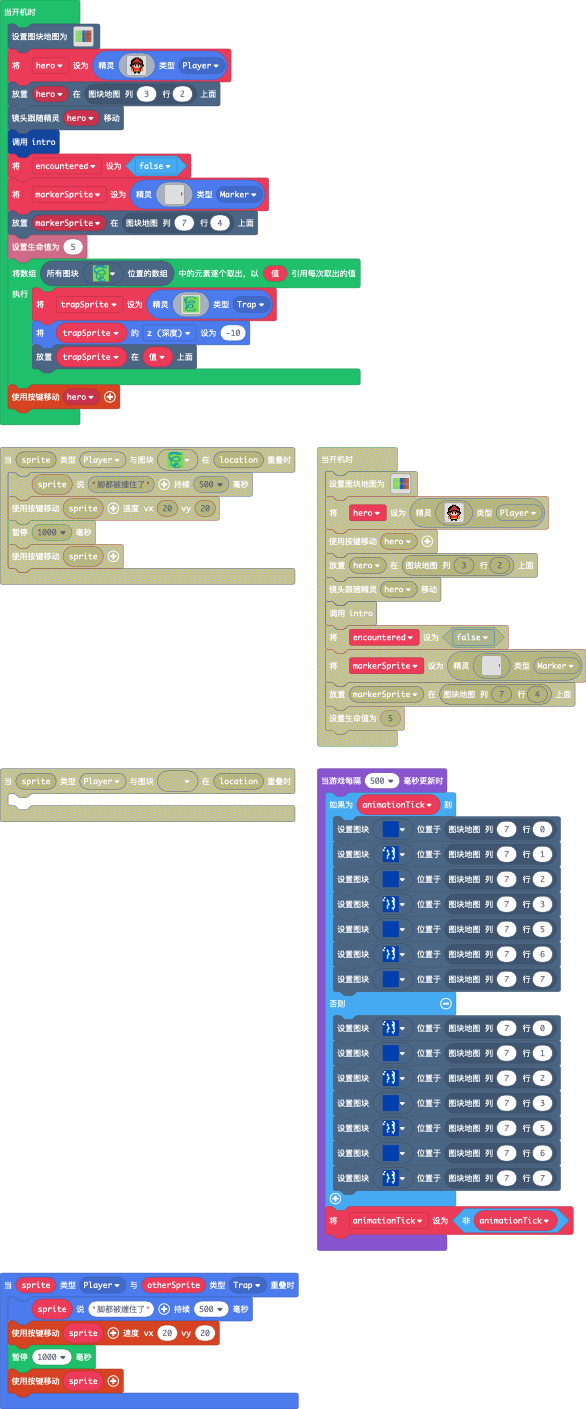 当开机时
设置图块地图为
将 hero 设为 精灵 类型 Player
放置 hero 在 图块地图 列 3 行 2 上面
镜头跟随精灵 hero 移动
调用 intro
将 encountered 设为 false
将 markerSprite 设为 精灵 类型 Marker
放置 markerSprite 在 图块地图 列 7 行 4 上面
设置生命值为 5
将数组 所有图块 位置的数组 中的元素逐个取出，以 值 引用每次取出的值
执行
将 trapSprite 设为 精灵 类型 Trap
将 trapSprite 的 z (深度) 设为 -10
放置 trapSprite 在 值 上面
使用按键移动 hero
当 sprite 类型 Player 与图块 在 location 重叠时
sprite 说 "脚都被缠住了" 持续 500 毫秒
使用按键移动 sprite 速度 vx 20 vy 20
暂停 1000 毫秒
使用按键移动 sprite
当开机时
设置图块地图为
将 hero 设为 精灵 类型 Player
使用按键移动 hero
放置 hero 在 图块地图 列 3 行 2 上面
镜头跟随精灵 hero 移动
调用 intro
将 encountered 设为 false
将 markerSprite 设为 精灵 类型 Marker
放置 markerSprite 在 图块地图 列 7 行 4 上面
设置生命值为 5
当 sprite 类型 Player 与图块 在 location 重叠时
当游戏每隔 500 毫秒更新时
如果为 animationTick 则
设置图块 位置于 图块地图 列 7 行 0
设置图块 位置于 图块地图 列 7 行 1
设置图块 位置于 图块地图 列 7 行 2
设置图块 位置于 图块地图 列 7 行 3
设置图块 位置于 图块地图 列 7 行 5
设置图块 位置于 图块地图 列 7 行 6
设置图块 位置于 图块地图 列 7 行 7
否则
设置图块 位置于 图块地图 列 7 行 0
设置图块 位置于 图块地图 列 7 行 1
设置图块 位置于 图块地图 列 7 行 2
设置图块 位置于 图块地图 列 7 行 3
设置图块 位置于 图块地图 列 7 行 5
设置图块 位置于 图块地图 列 7 行 6
设置图块 位置于 图块地图 列 7 行 7
将 animationTick 设为 非 animationTick
当 sprite 类型 Player 与 otherSprite 类型 Trap 重叠时
sprite 说 "脚都被缠住了" 持续 500 毫秒
使用按键移动 sprite 速度 vx 20 vy 20
暂停 1000 毫秒
使用按键移动 sprite